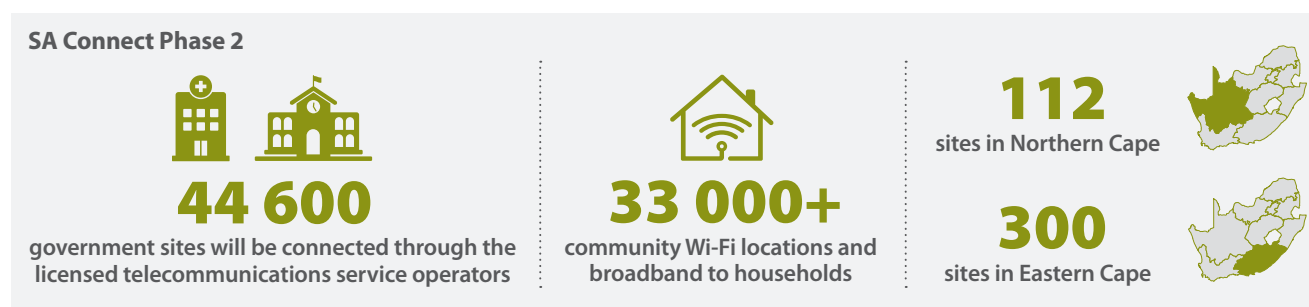 SA Connect Phase 2
44 600
government sites will be connected through the
licensed telecommunications service operators
33 000+
community Wi-Fi locations and
broadband to households
112
sites in Northern Cape
300
sites in Eastern Cape